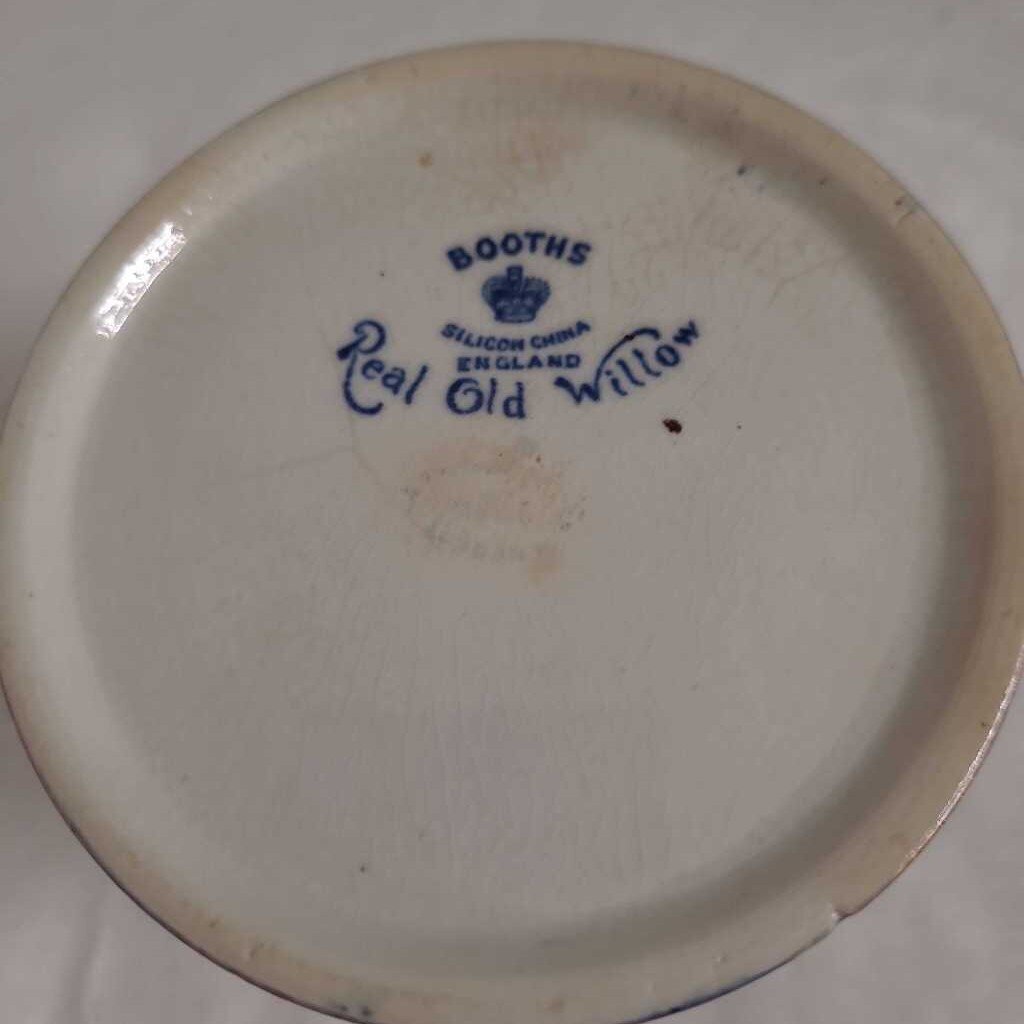 BOOTHS
SILICON CHINA
ENGLAND
Real Old Willow